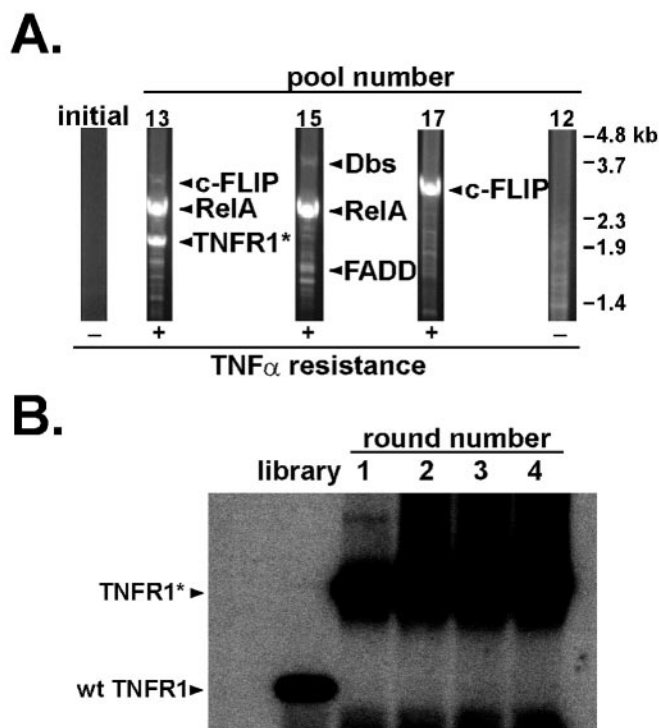 A.
pool number
initial 13 15 17 12
–4.8 kb
◄Dbs –3.7
◄c-FLIP ◄c-FLIP
◄RelA ◄RelA –2.3
◄TNFR1* –1.9
◄FADD
–1.4
– + + + –
TNFα resistance
B.
round number
library 1 2 3 4
TNFR1*►
wt TNFR1►